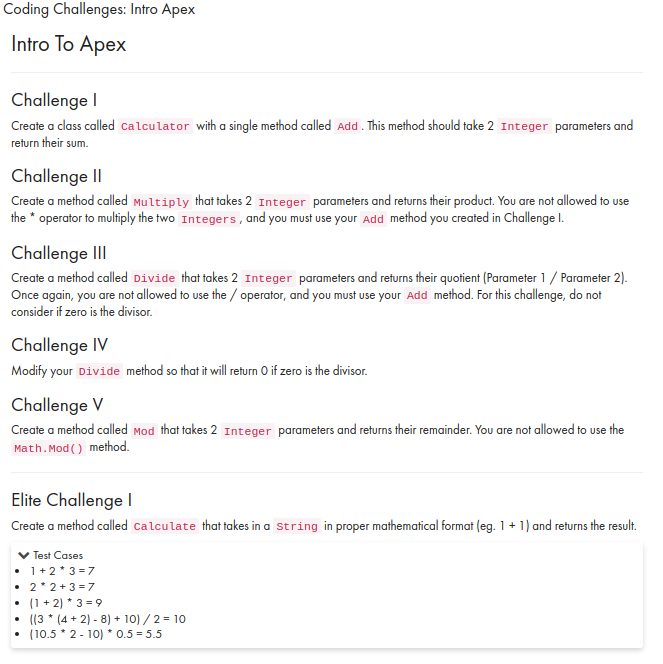 Coding Challenges: Intro Apex
Intro To Apex
Challenge I
Create a class called Calculator with a single method called Add. This method should take 2 Integer parameters and
return their sum.
Challenge II
Create a method called Multiply that takes 2 Integer parameters and returns their product. You are not allowed to use
the * operator to multiply the two Integers, and you must use your Add method you created in Challenge I.
Challenge III
Create a method called Divide that takes 2 Integer parameters and returns their quotient (Parameter 1 / Parameter 2).
Once again, you are not allowed to use the / operator, and you must use your Add method. For this challenge, do not
consider if zero is the divisor.
Challenge IV
Modify your Divide method so that it will return 0 if zero is the divisor.
Challenge V
Create a method called Mod that takes 2 Integer parameters and returns their remainder. You are not allowed to use the
Math.Mod() method.
Elite Challenge I
Create a method called Calculate that takes in a String in proper mathematical format (eg. 1 + 1) and returns the result.
Test Cases
• 1 + 2 * 3 = 7
• 2 * 2 + 3 = 7
• (1 + 2) * 3 = 9
• ((3 * (4 + 2) - 8) + 10) / 2 = 10
• (10.5 * 2 - 10) * 0.5 = 5.5